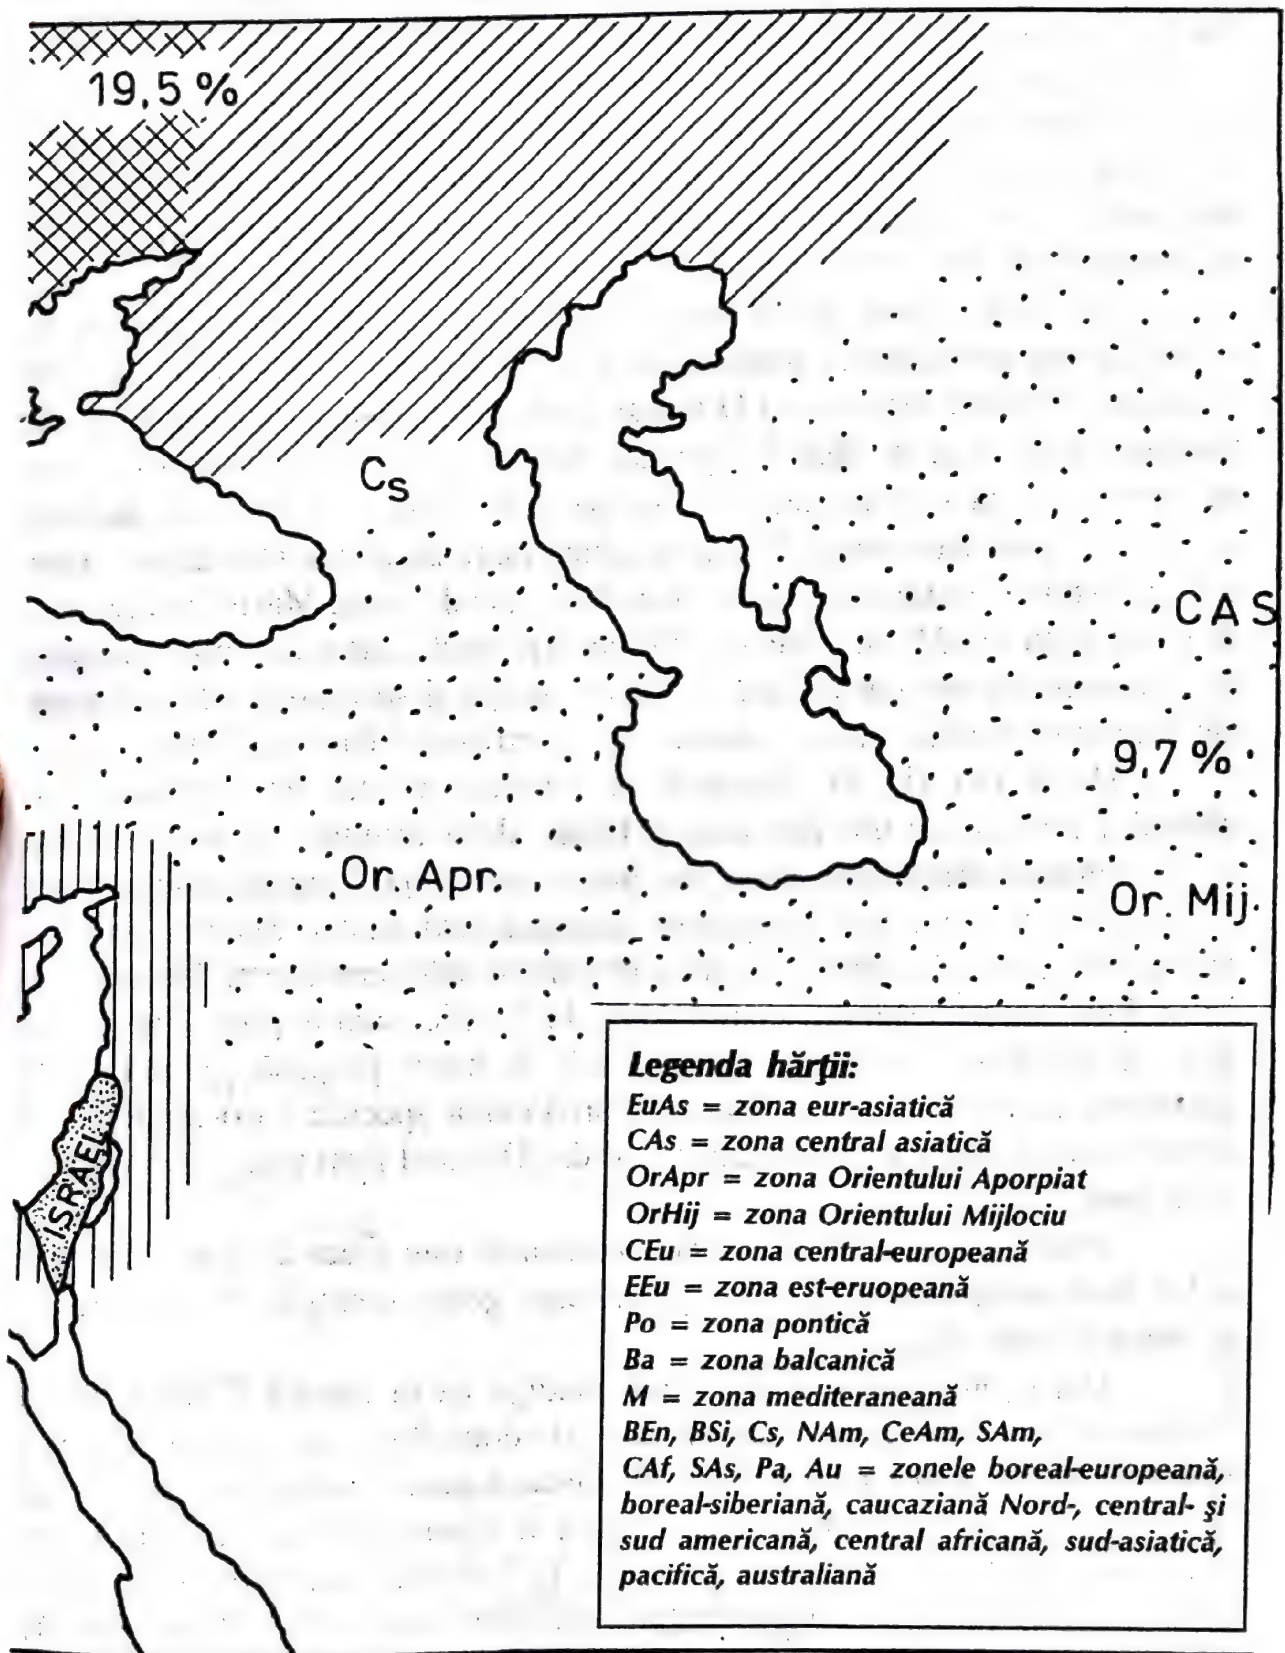 19,5 %
Cs
CAS
9,7 %
Or. Apr.
Or. Mij.
ISRAEL
Legenda hărţii:
EuAs = zona eur-asiatică
CAs = zona central asiatică
OrApr = zona Orientului Aporpiat
OrHij = zona Orientului Mijlociu
CEu = zona central-europeană
EEu = zona est-eruopeană
Po = zona pontică
Ba = zona balcanică
M = zona mediteraneană
BEn, BSi, Cs, NAm, CeAm, SAm,
CAf, SAs, Pa, Au = zonele boreal-europeană,
boreal-siberiană, caucaziană Nord-, central- şi
sud americană, central africană, sud-asiatică,
pacifică, australiană